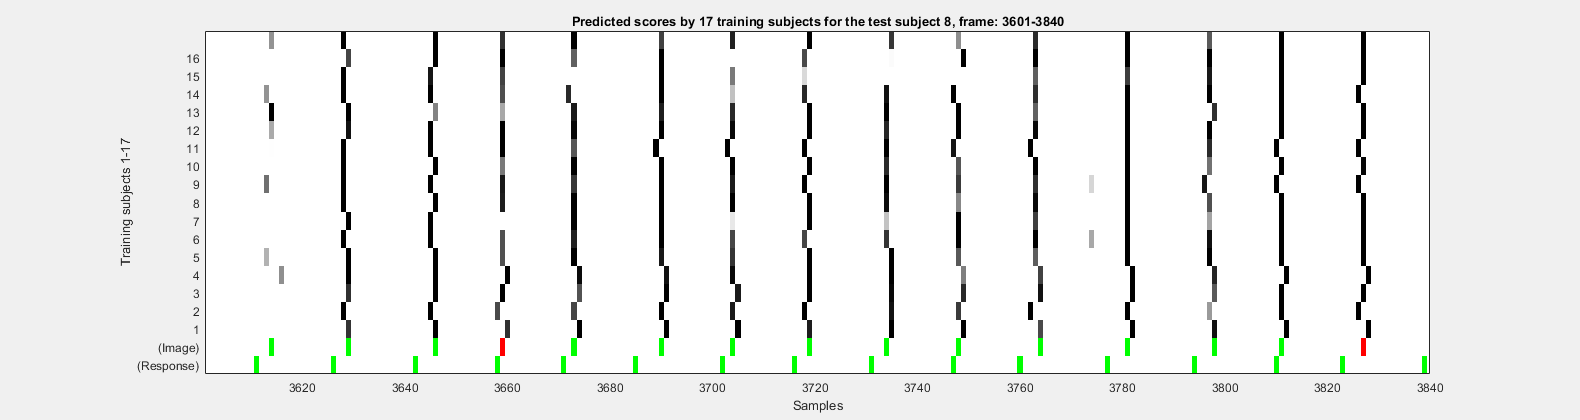 Predicted scores by 17 training subjects for the test subject 8, frame: 3601-3840
Training subjects 1-17
16
15
14
13
12
11
10
9
8
7
6
5
4
3
2
1
(Image)
(Response)
3620 3640 3660 3680 3700 3720 3740 3760 3780 3800 3820 3840
Samples